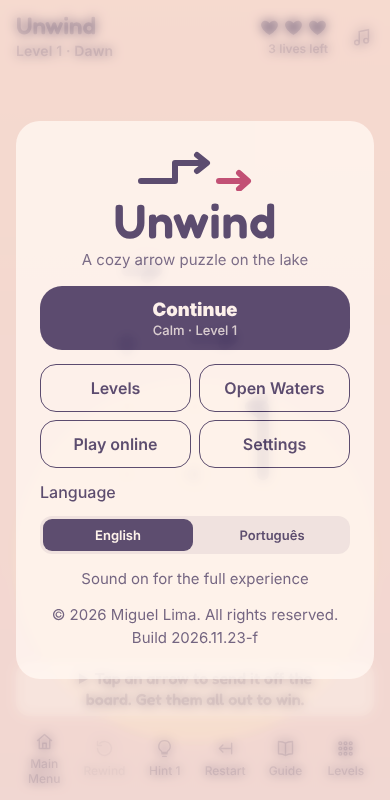 Unwind
Level 1 · Dawn
3 lives left
Unwind
A cozy arrow puzzle on the lake
Continue
Calm · Level 1
Levels
Open Waters
Play online
Settings
Language
English
Português
Sound on for the full experience
© 2026 Miguel Lima. All rights reserved.
Build 2026.11.23-f
Tap an arrow to send it off the
board. Get them all out to win.
Main
Menu
Rewind
Hint 1
Restart
Guide
Levels